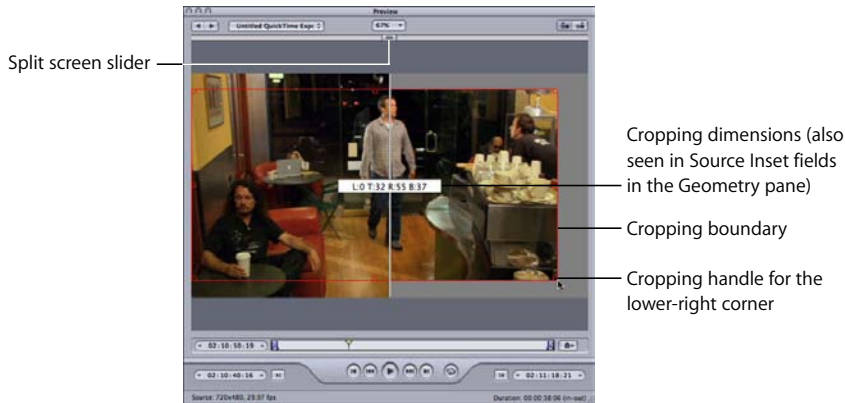 Preview
Untitled QuickTime Expo
67%
Split screen slider
L:0 T:32 R:55 B:37
Cropping dimensions (also
seen in Source Inset fields
in the Geometry pane)
Cropping boundary
Cropping handle for the
lower-right corner
02:10:50:19
02:10:40:16
02:11:18:21
Source: 720x480, 29.97 fps
Duration: 00:00:38:06 (in-out)